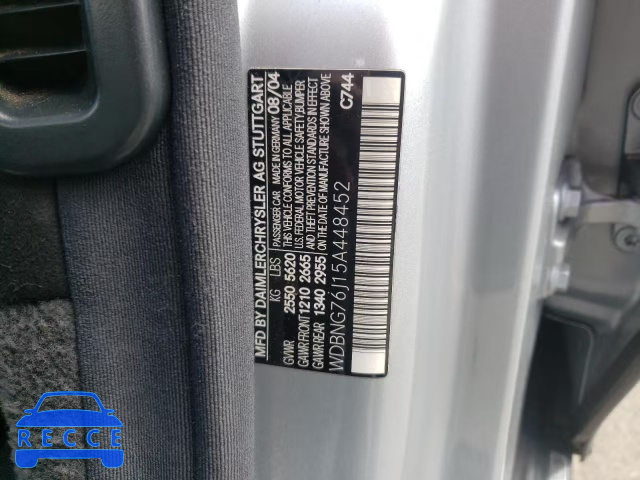 MFD BY DAIMLERCHRYSLER AG STUTTGART
PASSENGER CAR MADE IN GERMANY 08/04
KG LBS THIS VEHICLE CONFORMS TO ALL APPLICABLE
GVWR 2550 5620 U.S. FEDERAL MOTOR VEHICLE SAFETY, BUMPER
GAWR FRONT 1210 2665 AND THEFT PREVENTION STANDARDS IN EFFECT
GAWR REAR 1340 2955 ON THE DATE OF MANUFACTURE SHOWN ABOVE
WDBNG76J15A448452 C744
RECCE